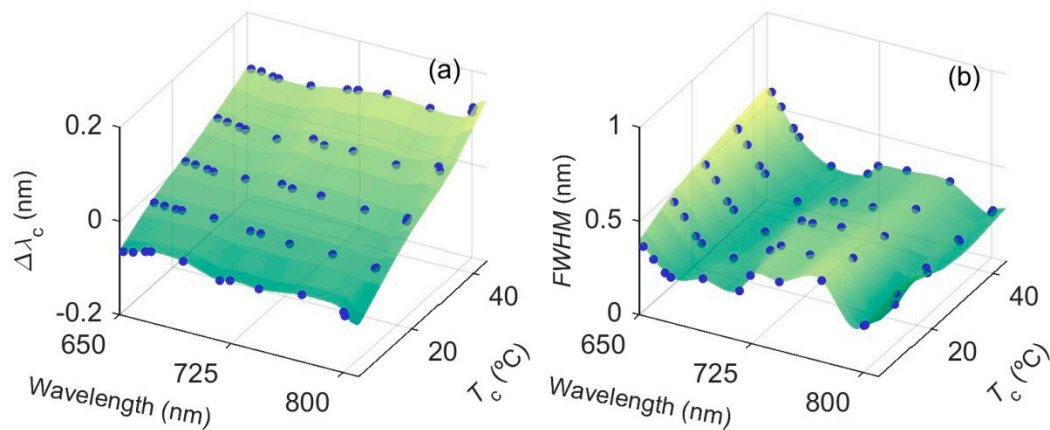 (a)
0.2
0
-0.2
Δλc (nm)
650
725
800
Wavelength (nm)
20
40
Tc (ºC)
(b)
1
0.5
0
FWHM (nm)
650
725
800
Wavelength (nm)
20
40
Tc (ºC)